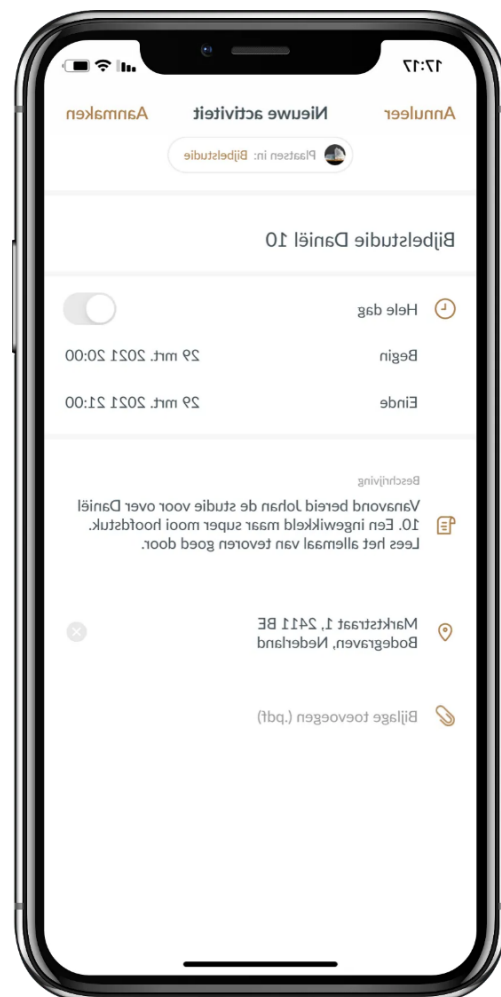 17:17
Annuleer Nieuwe activiteit Aanmaken
Plaatsen in: Bijbelstudie
Bijbelstudie Daniël 10
Hele dag
Begin 29 mrt. 2021 20:00
Einde 29 mrt. 2021 21:00
Beschrijving
Vanavond bereid Johan de studie voor over Daniël
10. Een ingewikkeld maar super mooi hoofdstuk.
Lees het allemaal van tevoren goed door.
Marktstraat 1, 2411 BE
Bodegraven, Nederland
Bijlage toevoegen (.pdf)